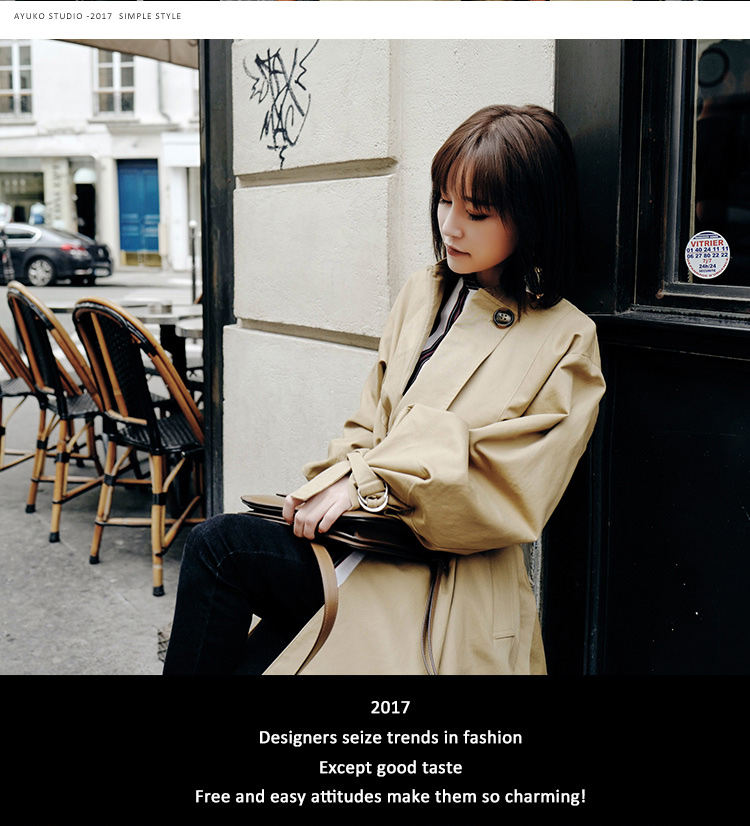 AYUKO STUDIO -2017 SIMPLE STYLE
VITRIER
01 40 24 11 11
06 27 80 22 22
7j/7
24h/24
2017
Designers seize trends in fashion
Except good taste
Free and easy attitudes make them so charming!